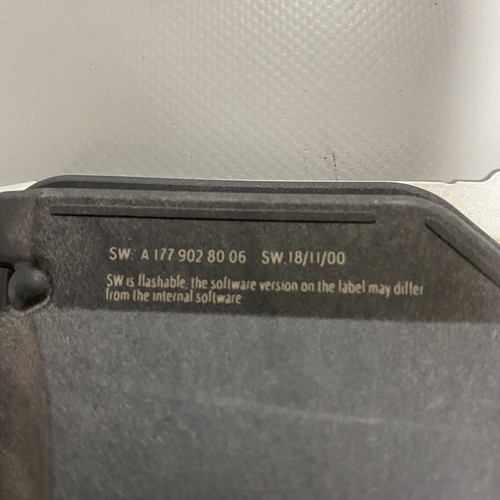 SW: A 177 902 80 06 SW. 18/11/00
SW is flashable, the software version on the label may differ
from the internal software